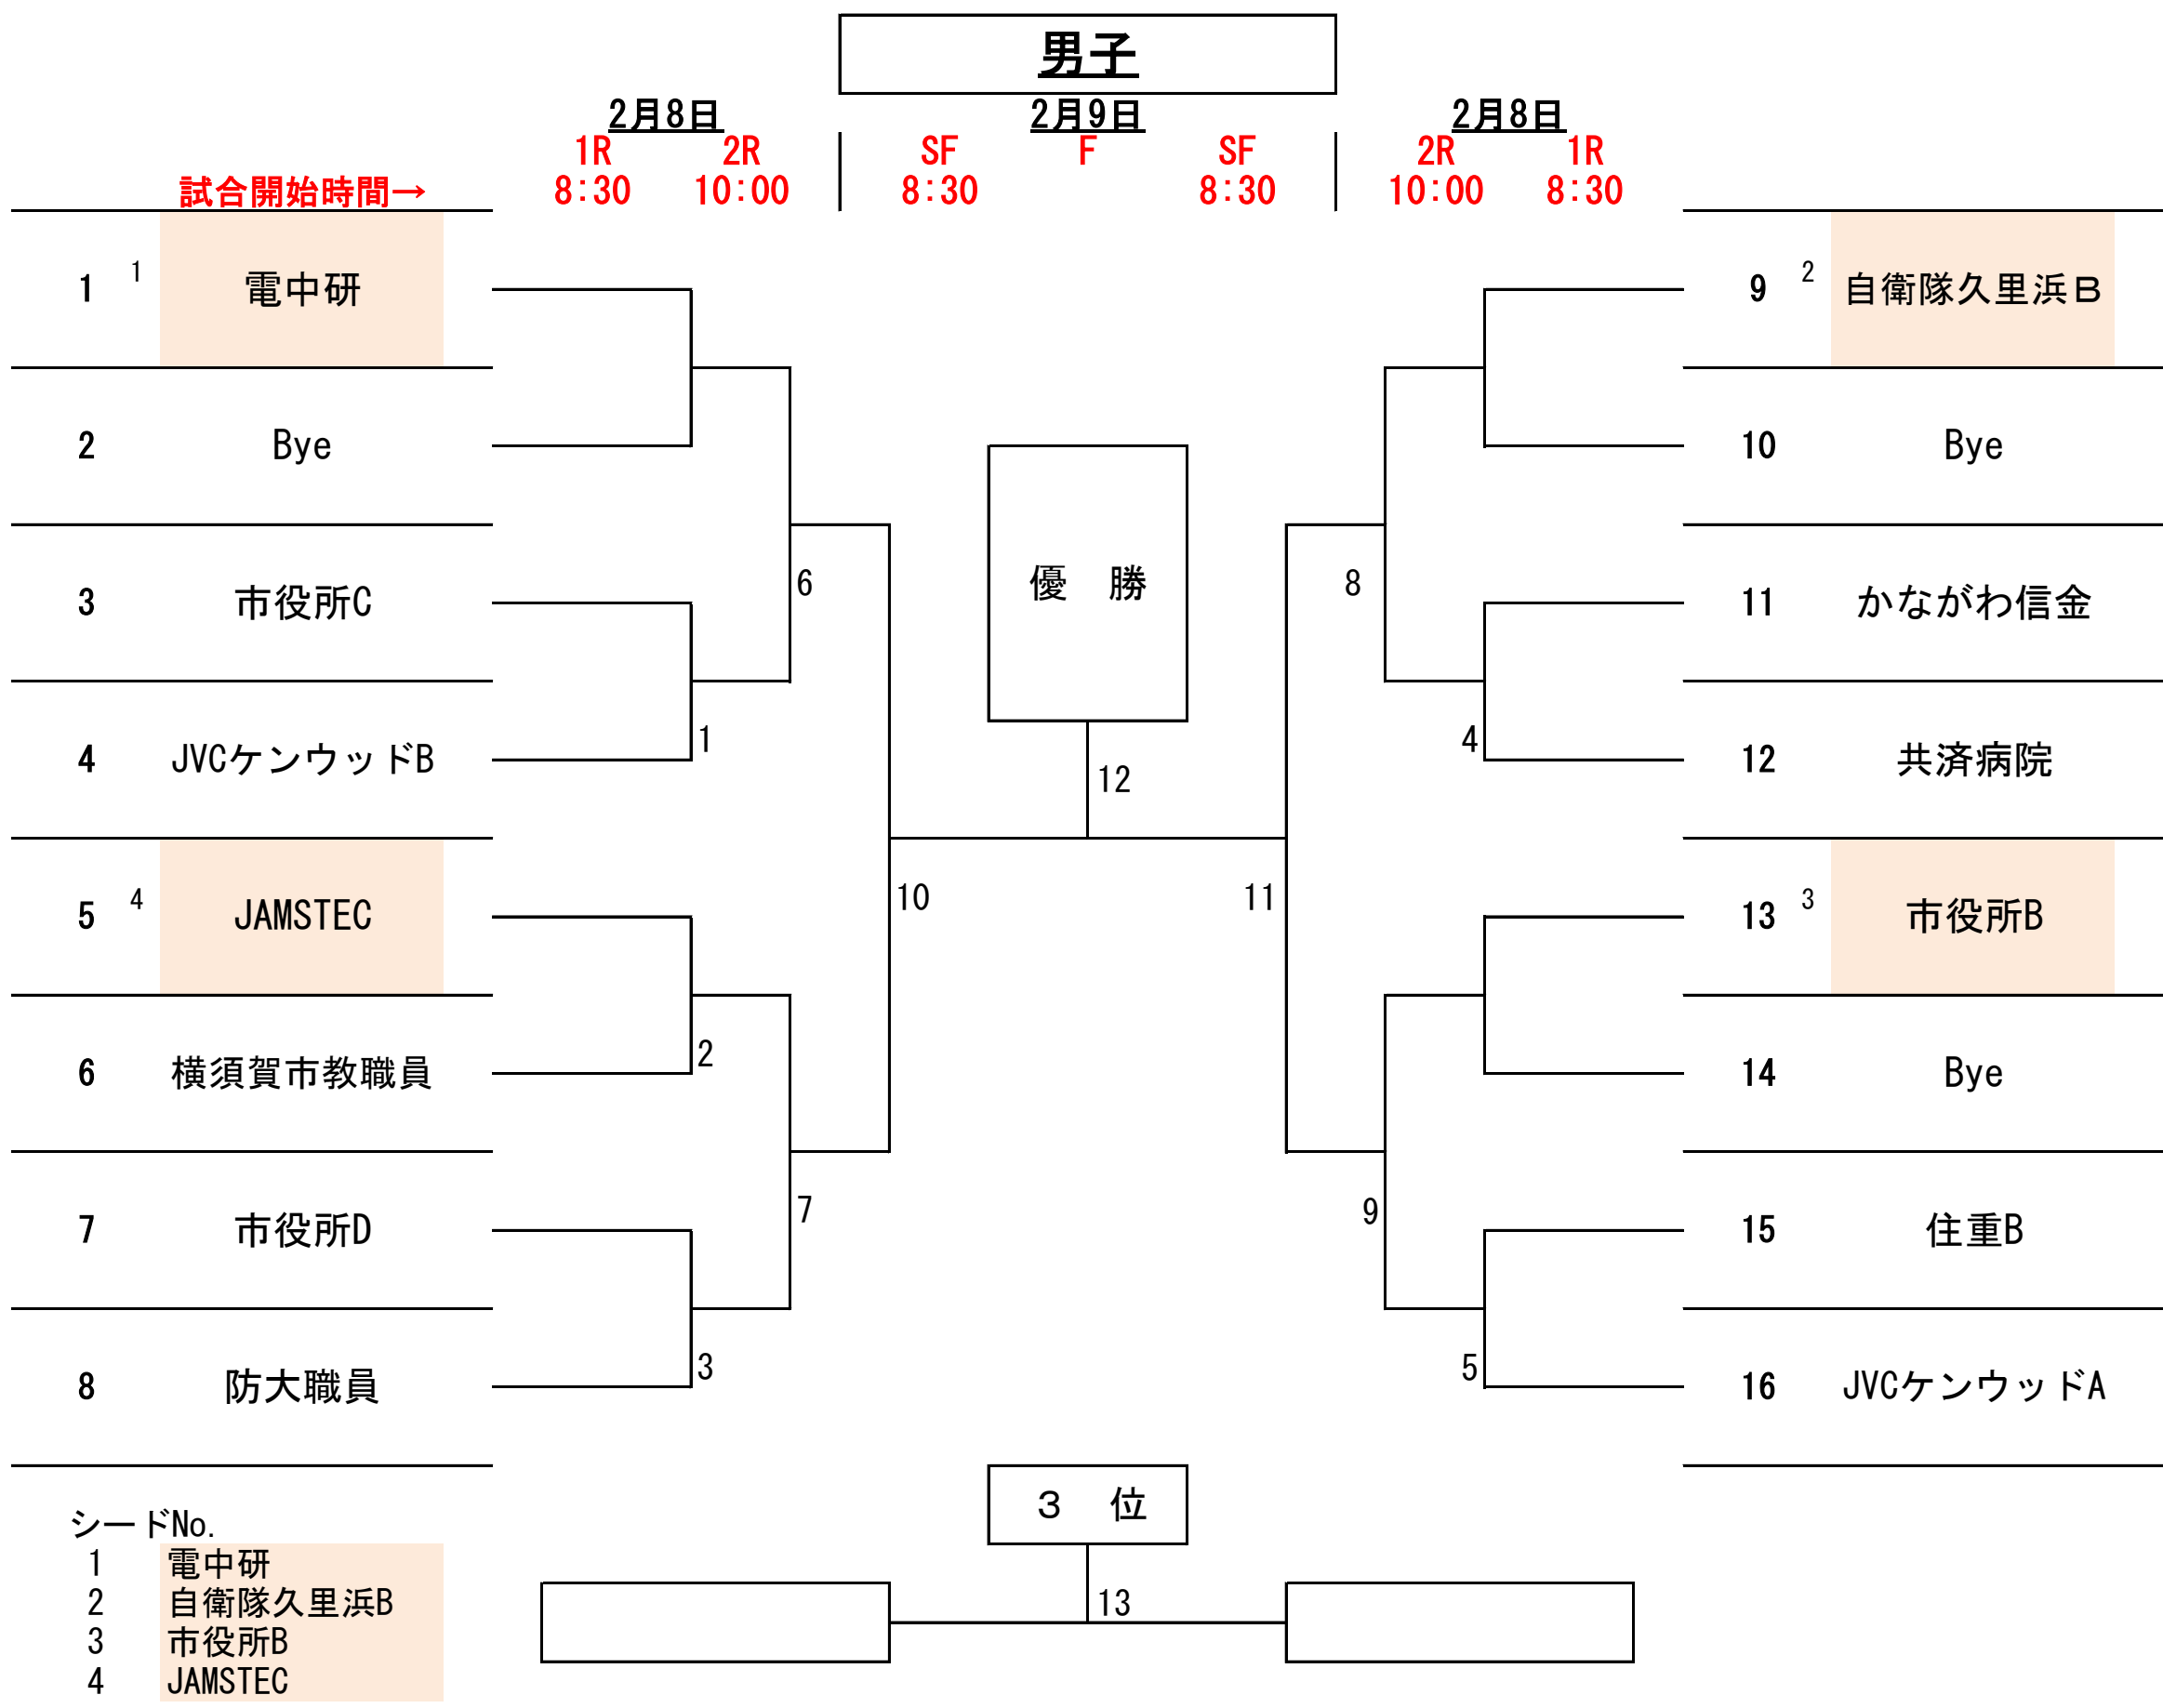 男子
2月8日 2月9日 2月8日
1R 2R SF F SF 2R 1R
試合開始時間→ 8:30 10:00 8:30 8:30 10:00 8:30
1 1 電中研 9 2 自衛隊久里浜Ｂ
2 Bye 10 Bye
3 市役所C 6 優　勝 8 11 かながわ信金
4 JVCケンウッドB 1 12 4 12 共済病院
5 4 JAMSTEC 10 11 13 3 市役所B
6 横須賀市教職員 2 14 Bye
7 市役所D 7 9 15 住重B
8 防大職員 3 5 16 JVCケンウッドA
３　位
シードNo.
1 電中研
2 自衛隊久里浜B 13
3 市役所B
4 JAMSTEC